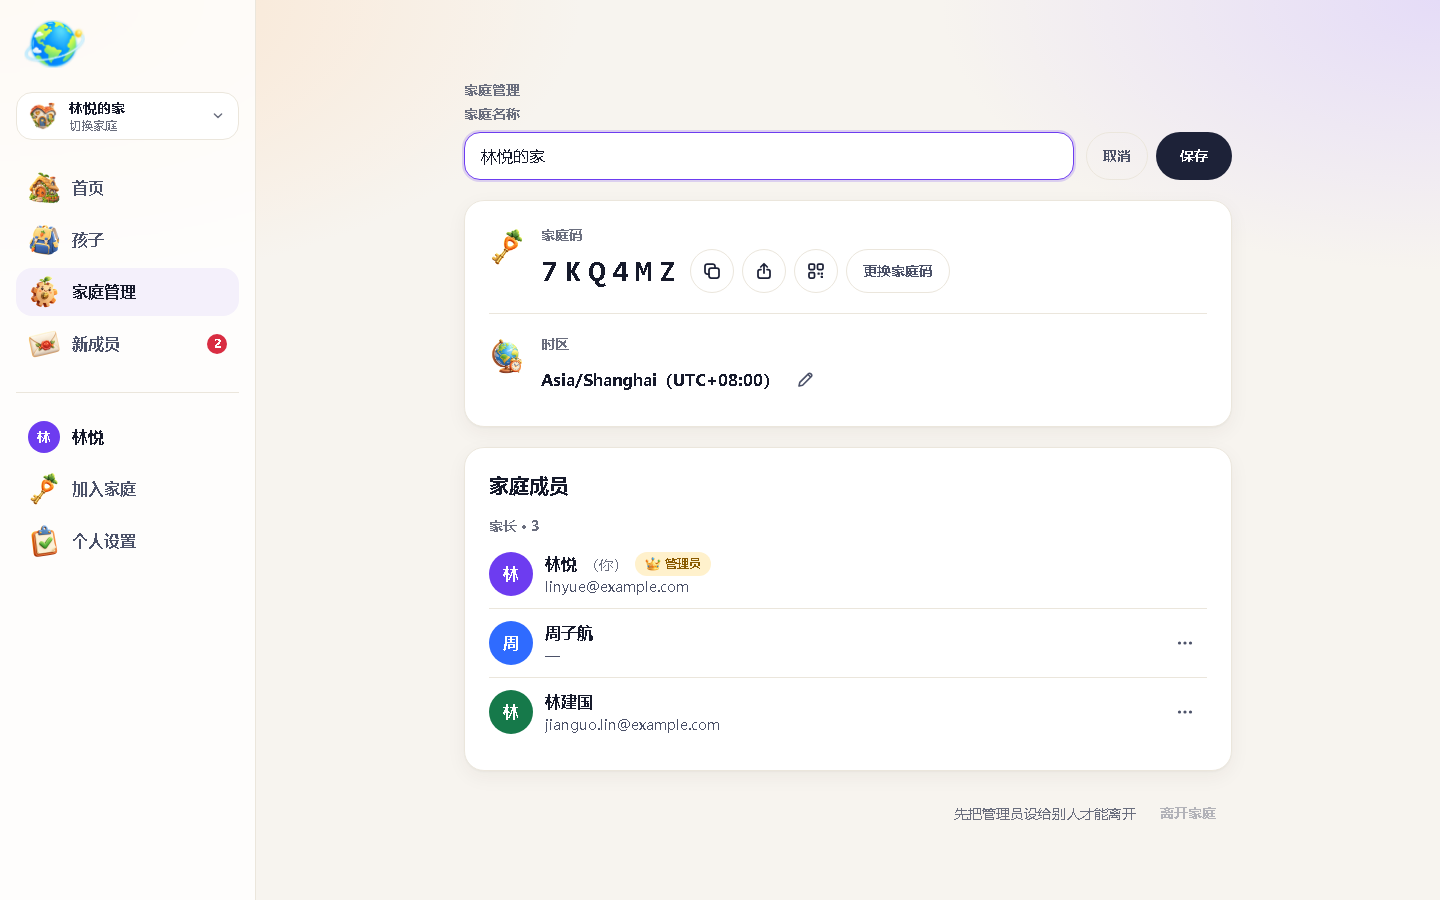 林悦的家
切换家庭
首页
孩子
家庭管理
新成员 2
林 林悦
加入家庭
个人设置
家庭管理
家庭名称
林悦的家 取消 保存
家庭码
7KQ4MZ 更换家庭码
时区
Asia/Shanghai (UTC+08:00)
家庭成员
家长 • 3
林 林悦 （你） 管理员
linyue@example.com
周 周子航
—
林 林建国
jianguo.lin@example.com
先把管理员设给别人才能离开 离开家庭